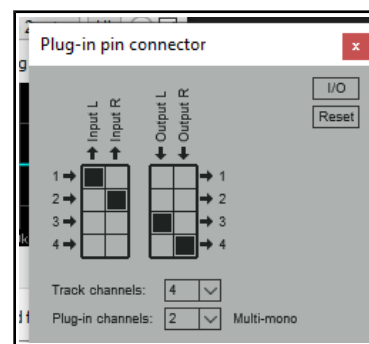 Plug-in pin connector
x
I/O
Reset
Input L
Input R
Output L
Output R
1
1
2
2
3
3
4
4
Track channels: 4
Plug-in channels: 2 Multi-mono